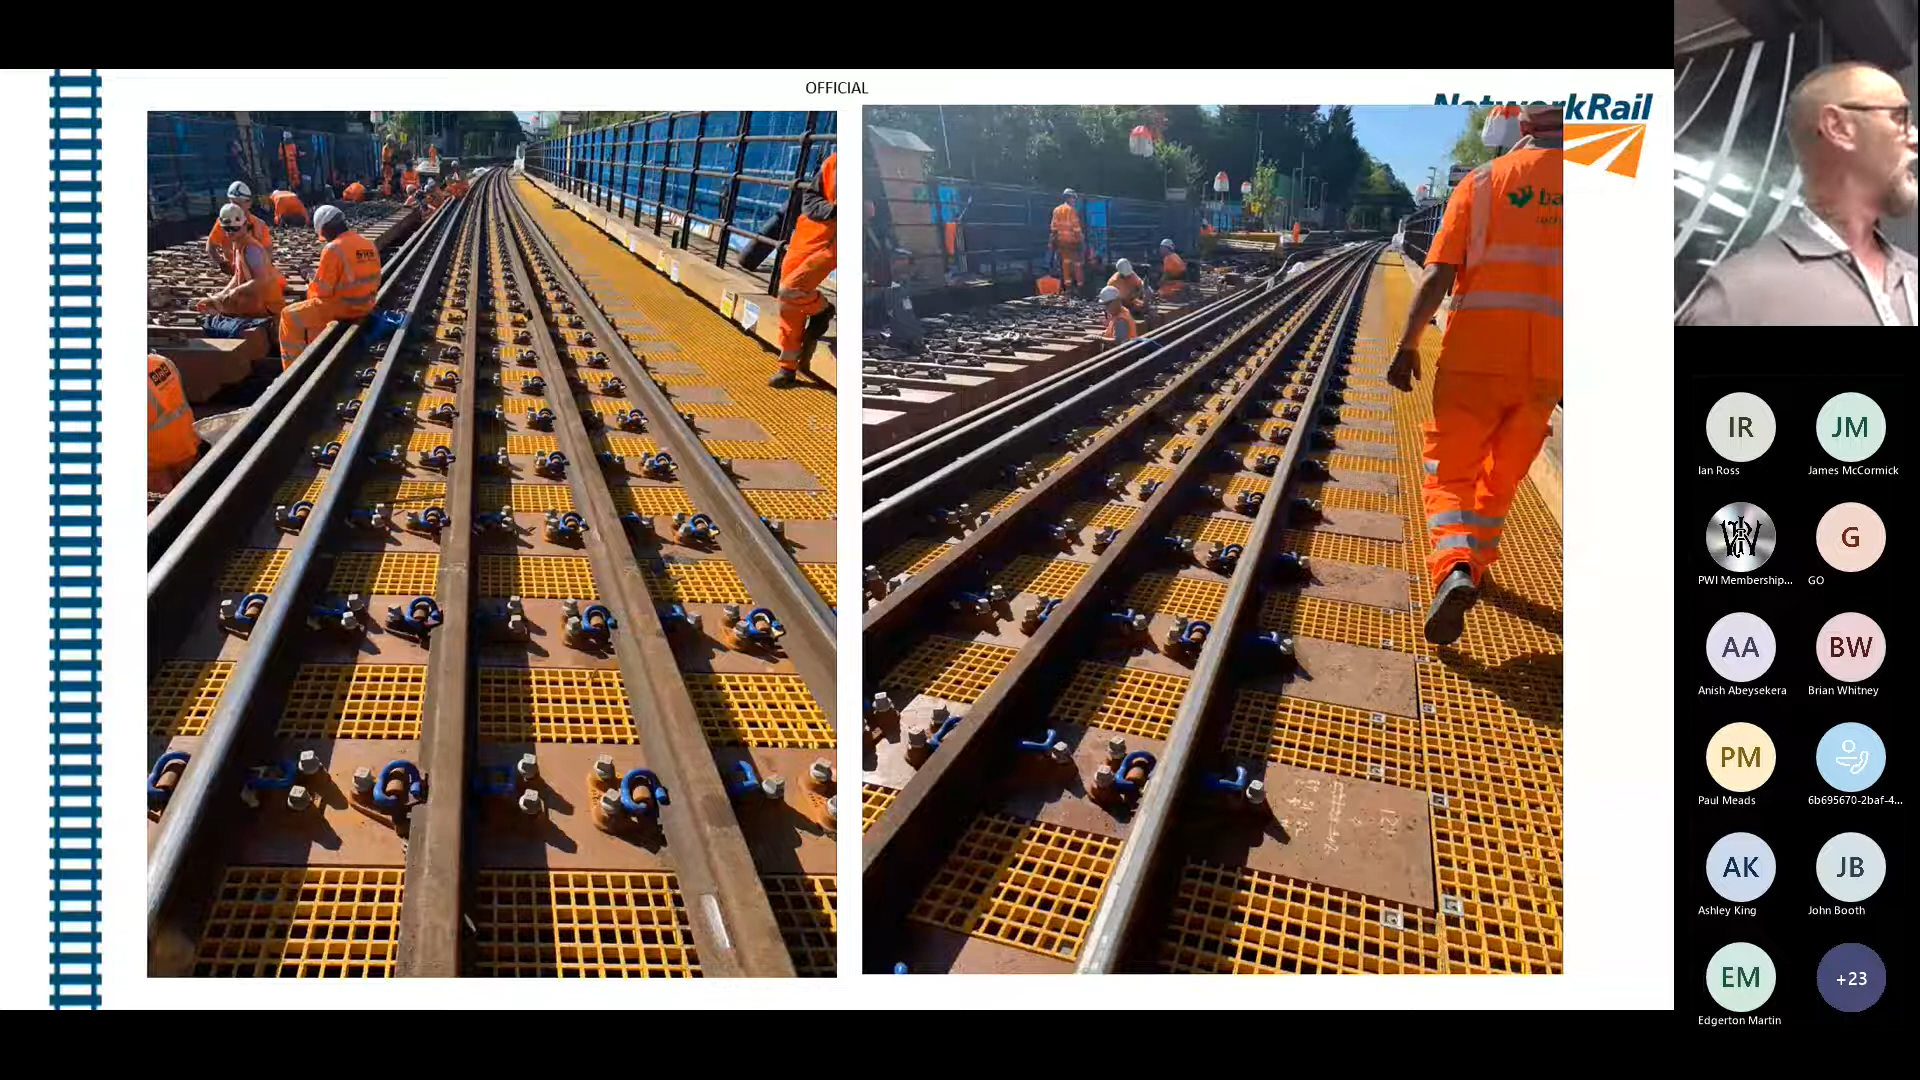 OFFICIAL
NetworkRail
ba
IR
JM
Ian Ross
James McCormick
G
PWI Membership...
GO
AA
BW
Anish Abeysekera
Brian Whitney
PM
Paul Meads
6b695670-2baf-4...
AK
JB
Ashley King
John Booth
EM
+23
Edgerton Martin